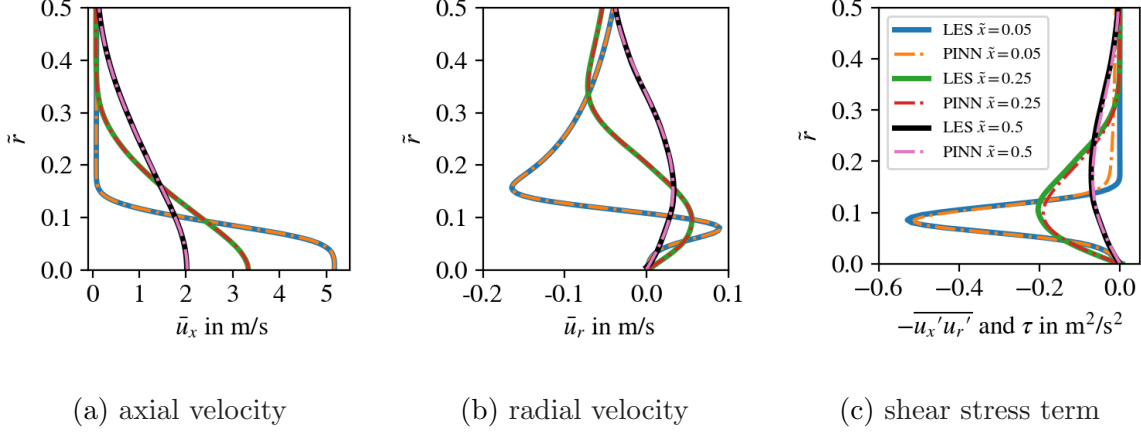 0.5
0.4
0.3
0.2
0.1
0.0
r̃
0 1 2 3 4 5
ū_x in m/s
0.5
0.4
0.3
0.2
0.1
0.0
r̃
-0.2 -0.1 0.0 0.1
ū_r in m/s
0.5
0.4
0.3
0.2
0.1
0.0
r̃
LES x̃=0.05
PINN x̃=0.05
LES x̃=0.25
PINN x̃=0.25
LES x̃=0.5
PINN x̃=0.5
−0.6 −0.4 −0.2 0.0
−\overline{u_x′u_r′} and τ in m²/s²
(a) axial velocity
(b) radial velocity
(c) shear stress term